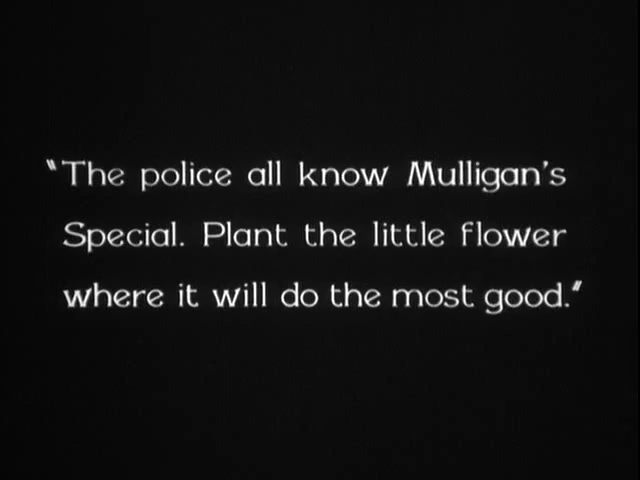 "The police all know Mulligan's
Special. Plant the little flower
where it will do the most good."